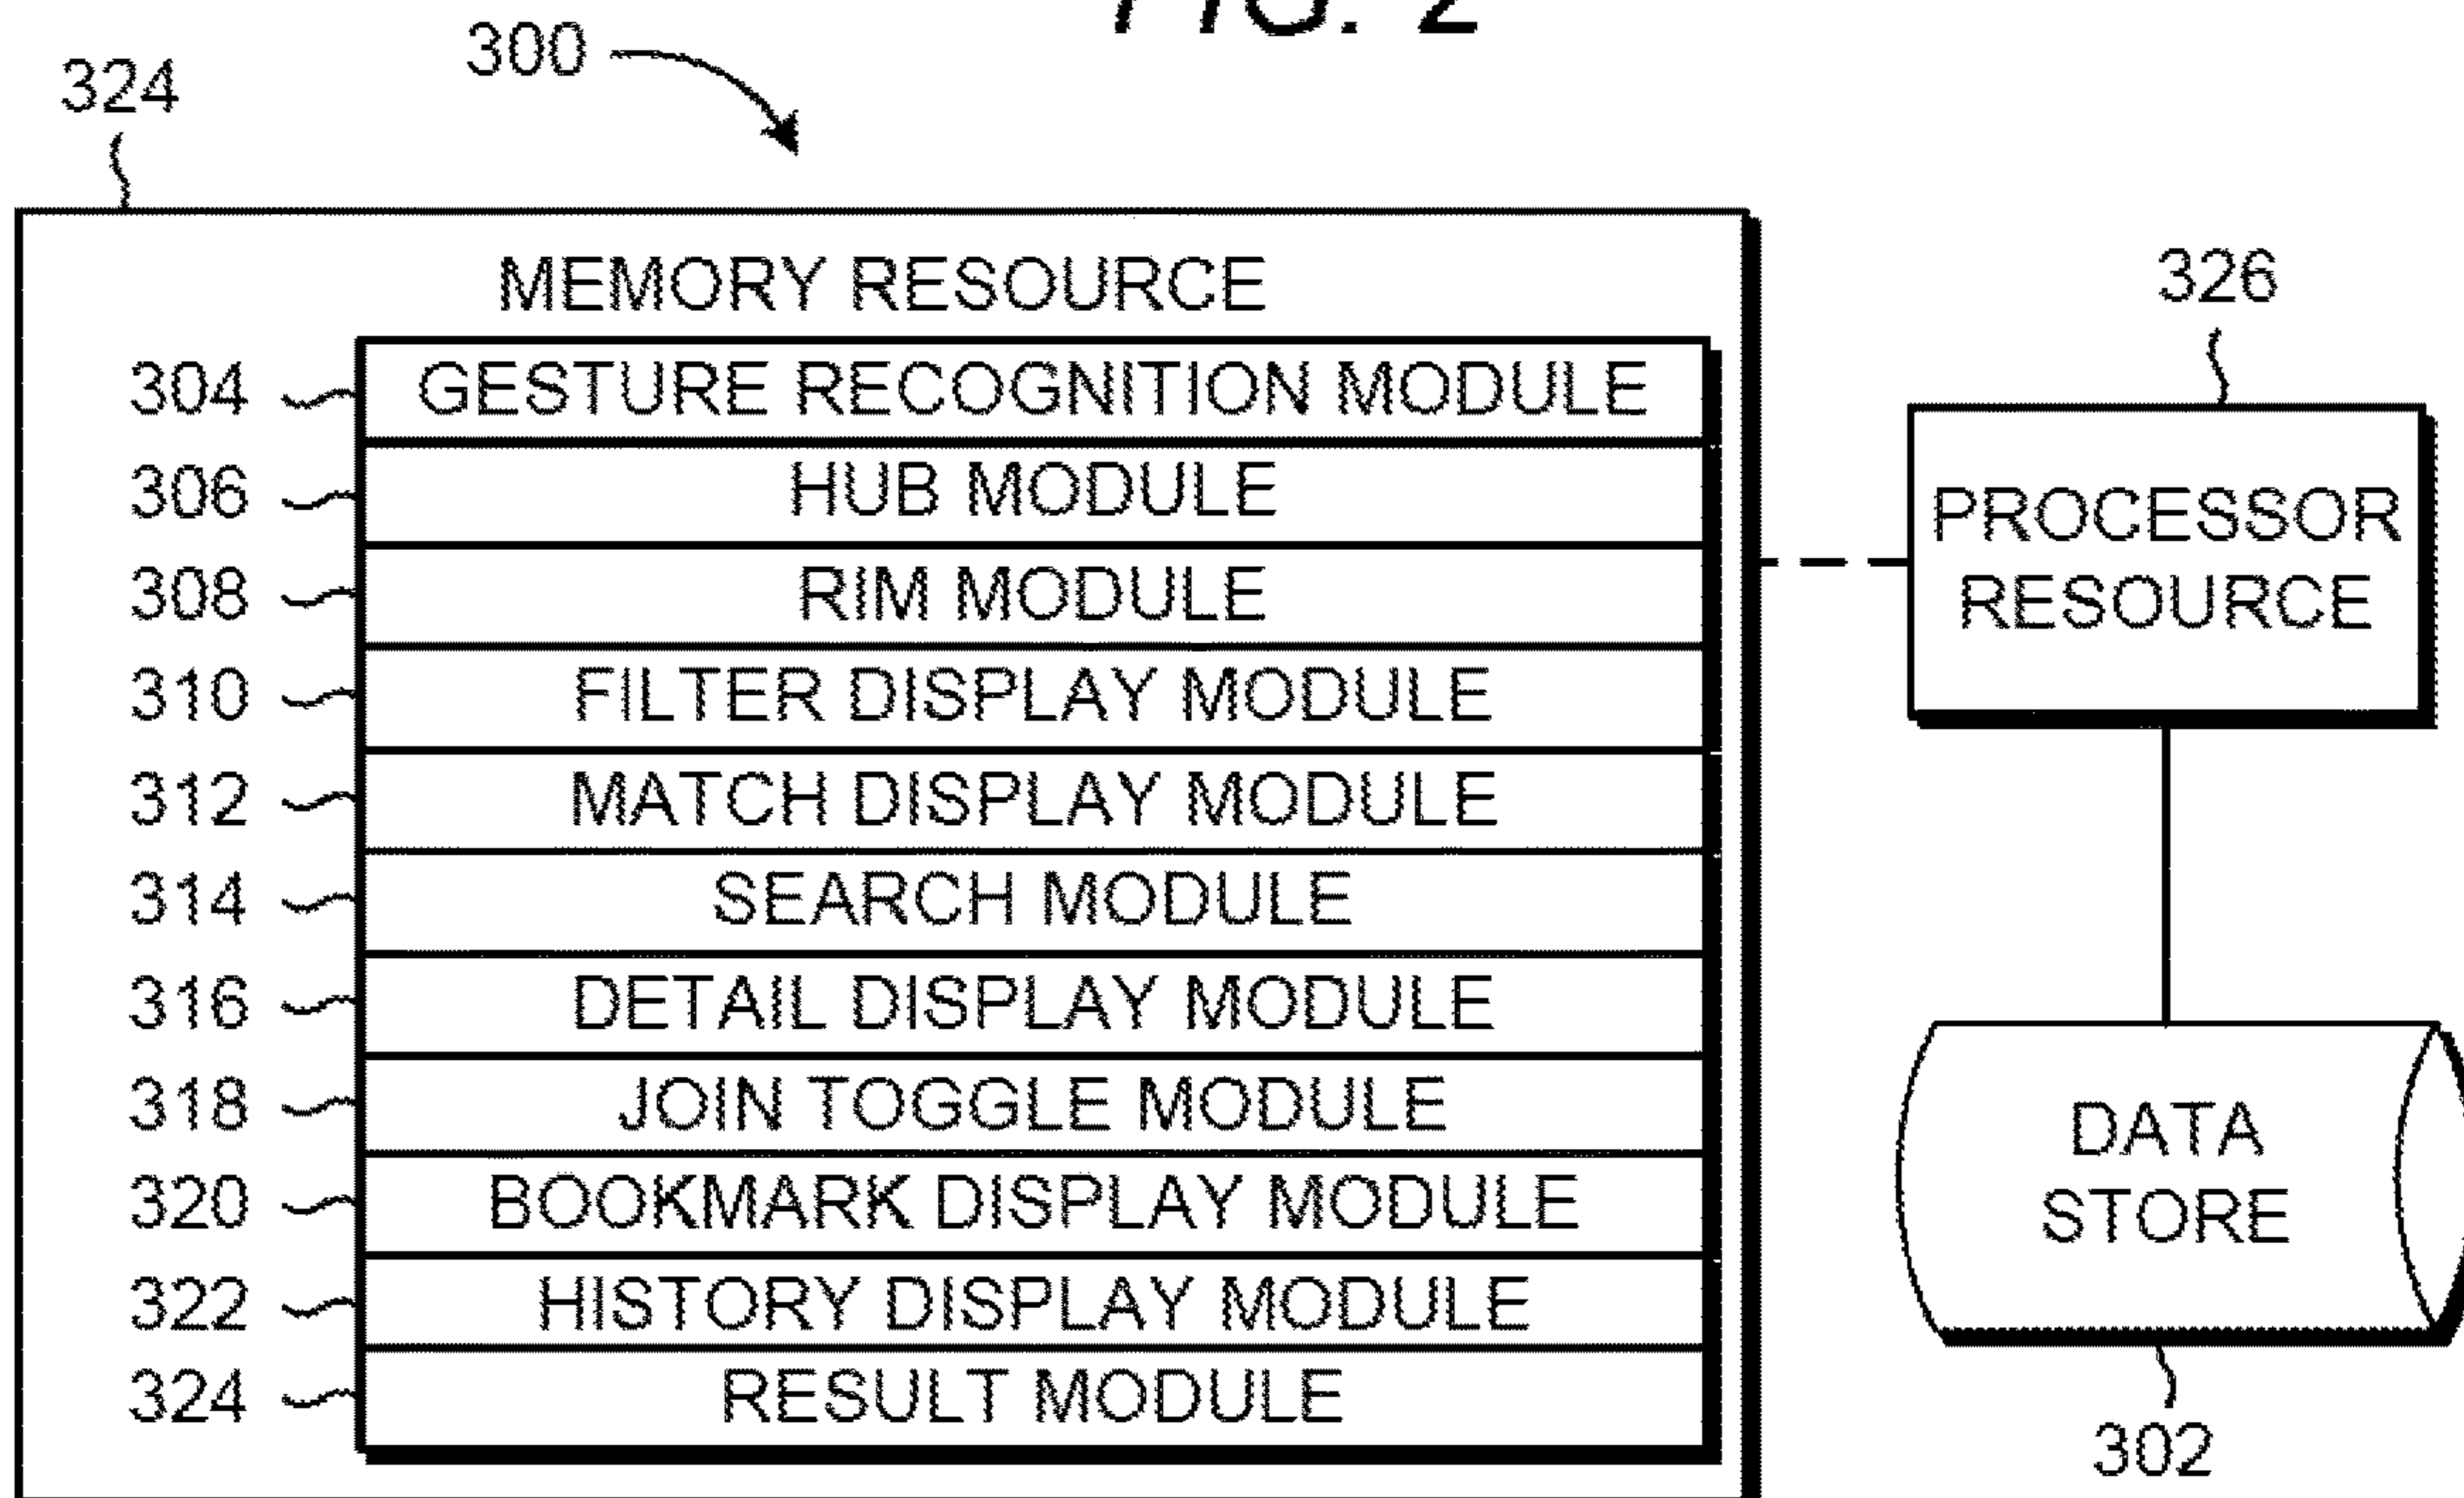 FIG. 2
300
324
MEMORY RESOURCE
304 GESTURE RECOGNITION MODULE
306 HUB MODULE
308 RIM MODULE
310 FILTER DISPLAY MODULE
312 MATCH DISPLAY MODULE
314 SEARCH MODULE
316 DETAIL DISPLAY MODULE
318 JOIN TOGGLE MODULE
320 BOOKMARK DISPLAY MODULE
322 HISTORY DISPLAY MODULE
324 RESULT MODULE
326
PROCESSOR
RESOURCE
DATA
STORE
302